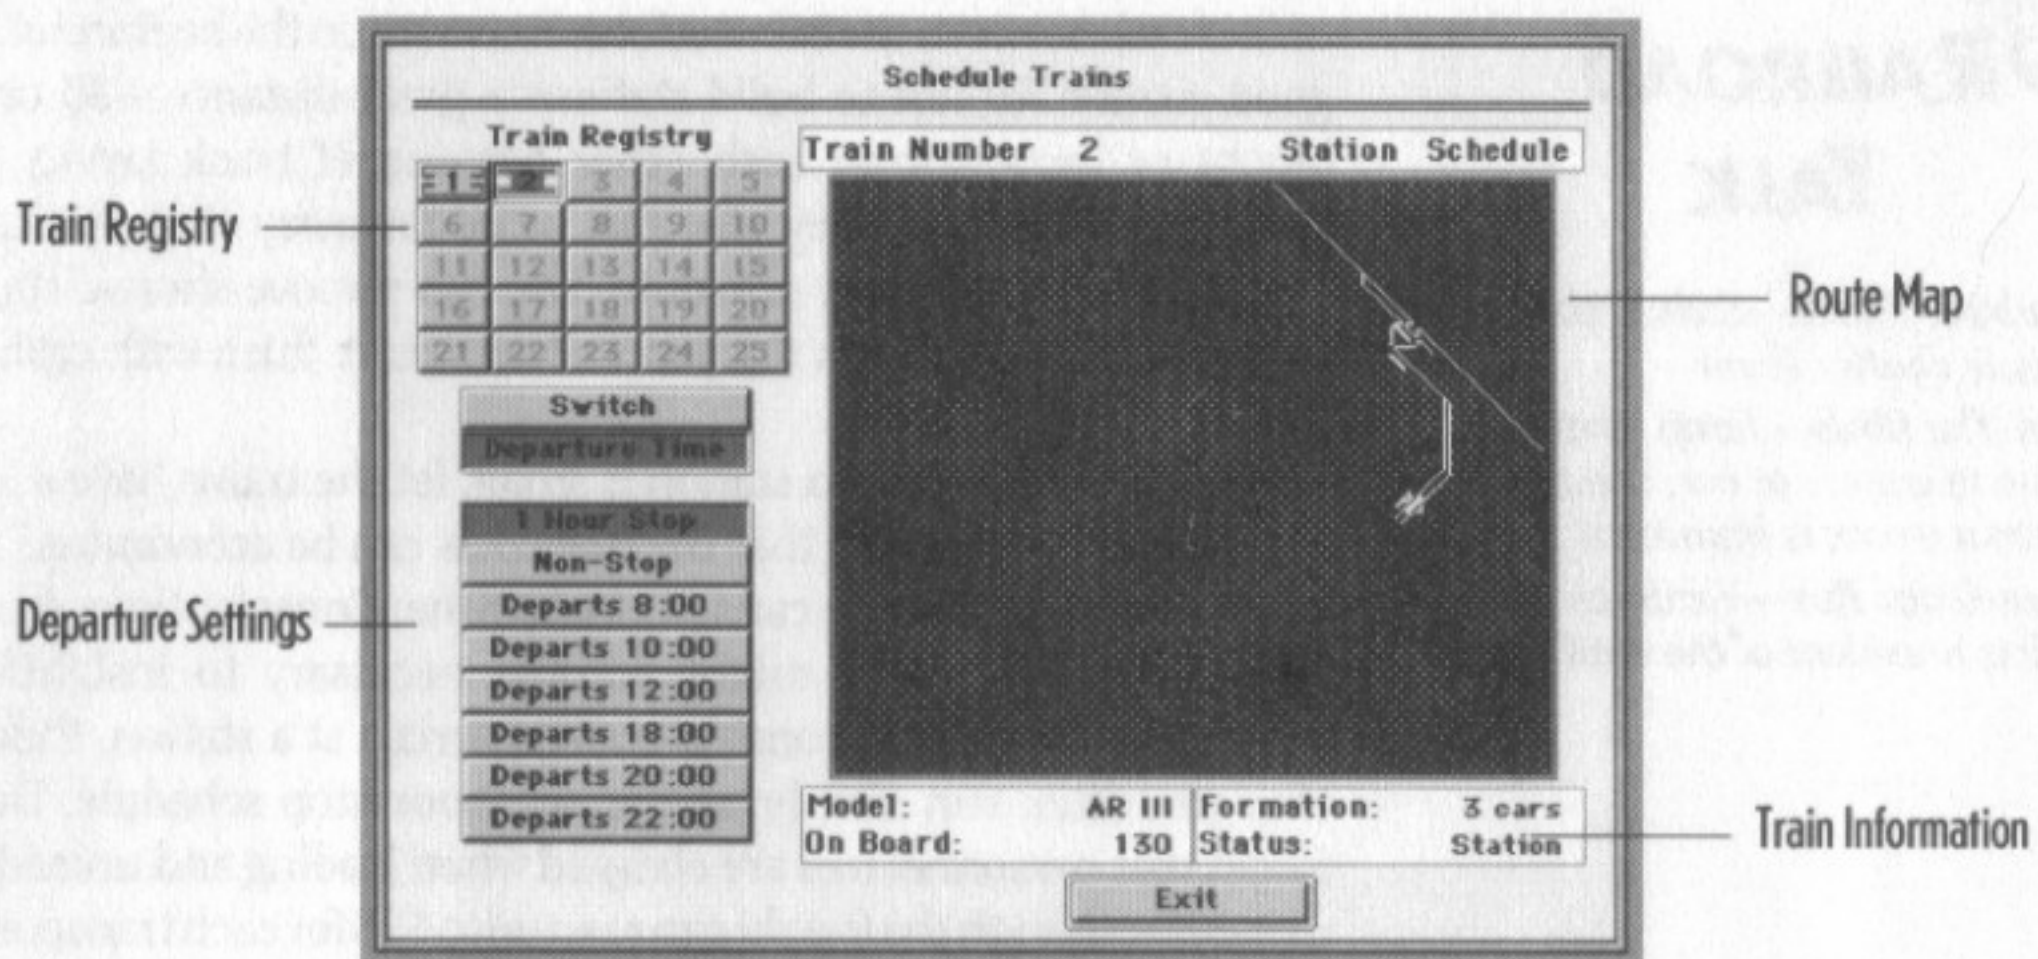 Schedule Trains
Train Registry
Train Number 2 Station Schedule
1 2 3 4 5
6 7 8 9 10
11 12 13 14 15
16 17 18 19 20
21 22 23 24 25
Train Registry
Route Map
Switch
Departure Time
1 Hour Stop
Non-Stop
Departs 8:00
Departs 10:00
Departs 12:00
Departs 18:00
Departs 20:00
Departs 22:00
Departure Settings
Model: AR III Formation: 3 cars
On Board: 130 Status: Station
Train Information
Exit